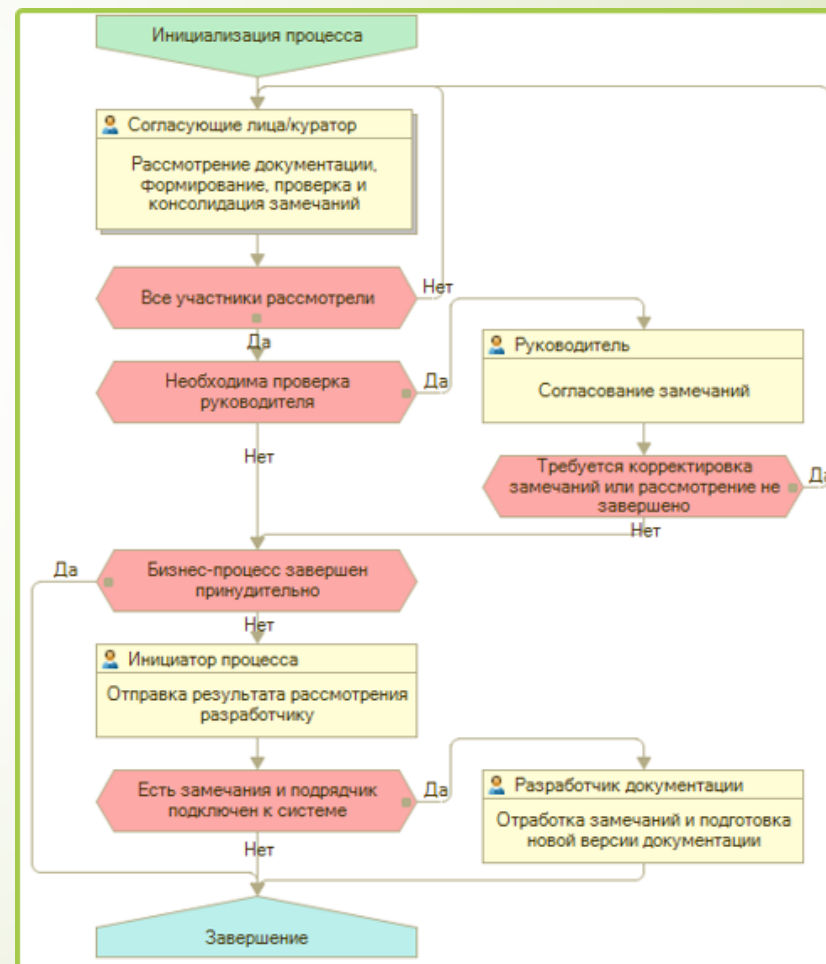 Инициализация процесса
Согласующие лица/куратор
Рассмотрение документации,
формирование, проверка и
консолидация замечаний
Все участники рассмотрели
Нет
Да
Необходима проверка
руководителя
Да
Нет
Руководитель
Согласование замечаний
Требуется корректировка
замечаний или рассмотрение не
завершено
Да
Нет
Бизнес-процесс завершен
принудительно
Да
Нет
Инициатор процесса
Отправка результата рассмотрения
разработчику
Есть замечания и подрядчик
подключен к системе
Да
Нет
Разработчик документации
Отработка замечаний и подготовка
новой версии документации
Завершение